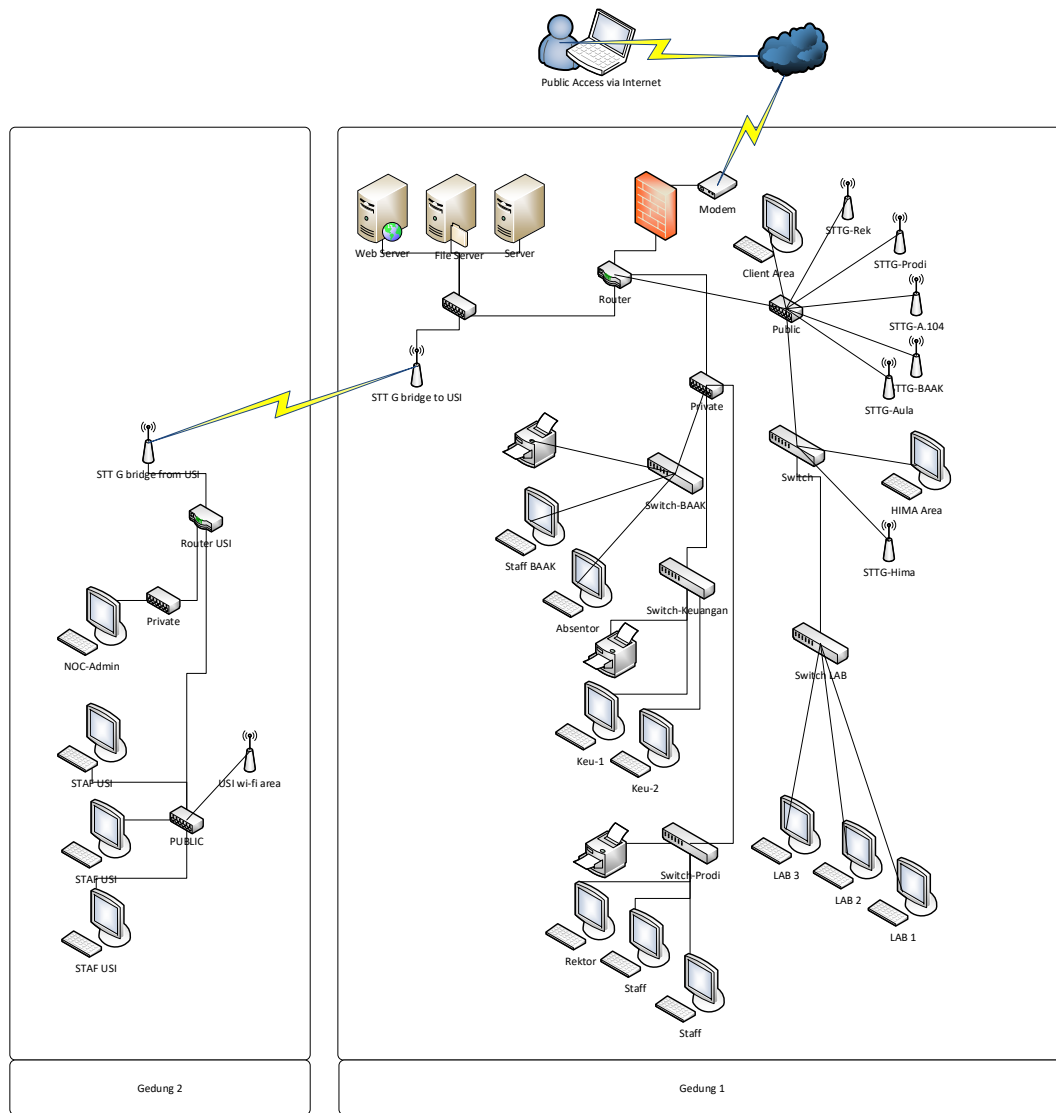 Public Access via Internet
Modem
Web Server
File Server
Server
Router
Client Area
STTG-Rek
STTG-Prodi
STTG-A.104
STTG-BAAK
STTG-Aula
Public
STT G bridge to USI
Private
STT G bridge from USI
Switch
HIMA Area
STTG-Hima
Switch-BAAK
Staff BAAK
Absentor
Router USI
Private
NOC-Admin
Switch-Keuangan
Keu-1
Keu-2
Switch LAB
STAF USI
USI wi-fi area
PUBLIC
STAF USI
STAF USI
Switch-Prodi
LAB 3
LAB 2
LAB 1
Rektor
Staff
Staff
Gedung 2
Gedung 1